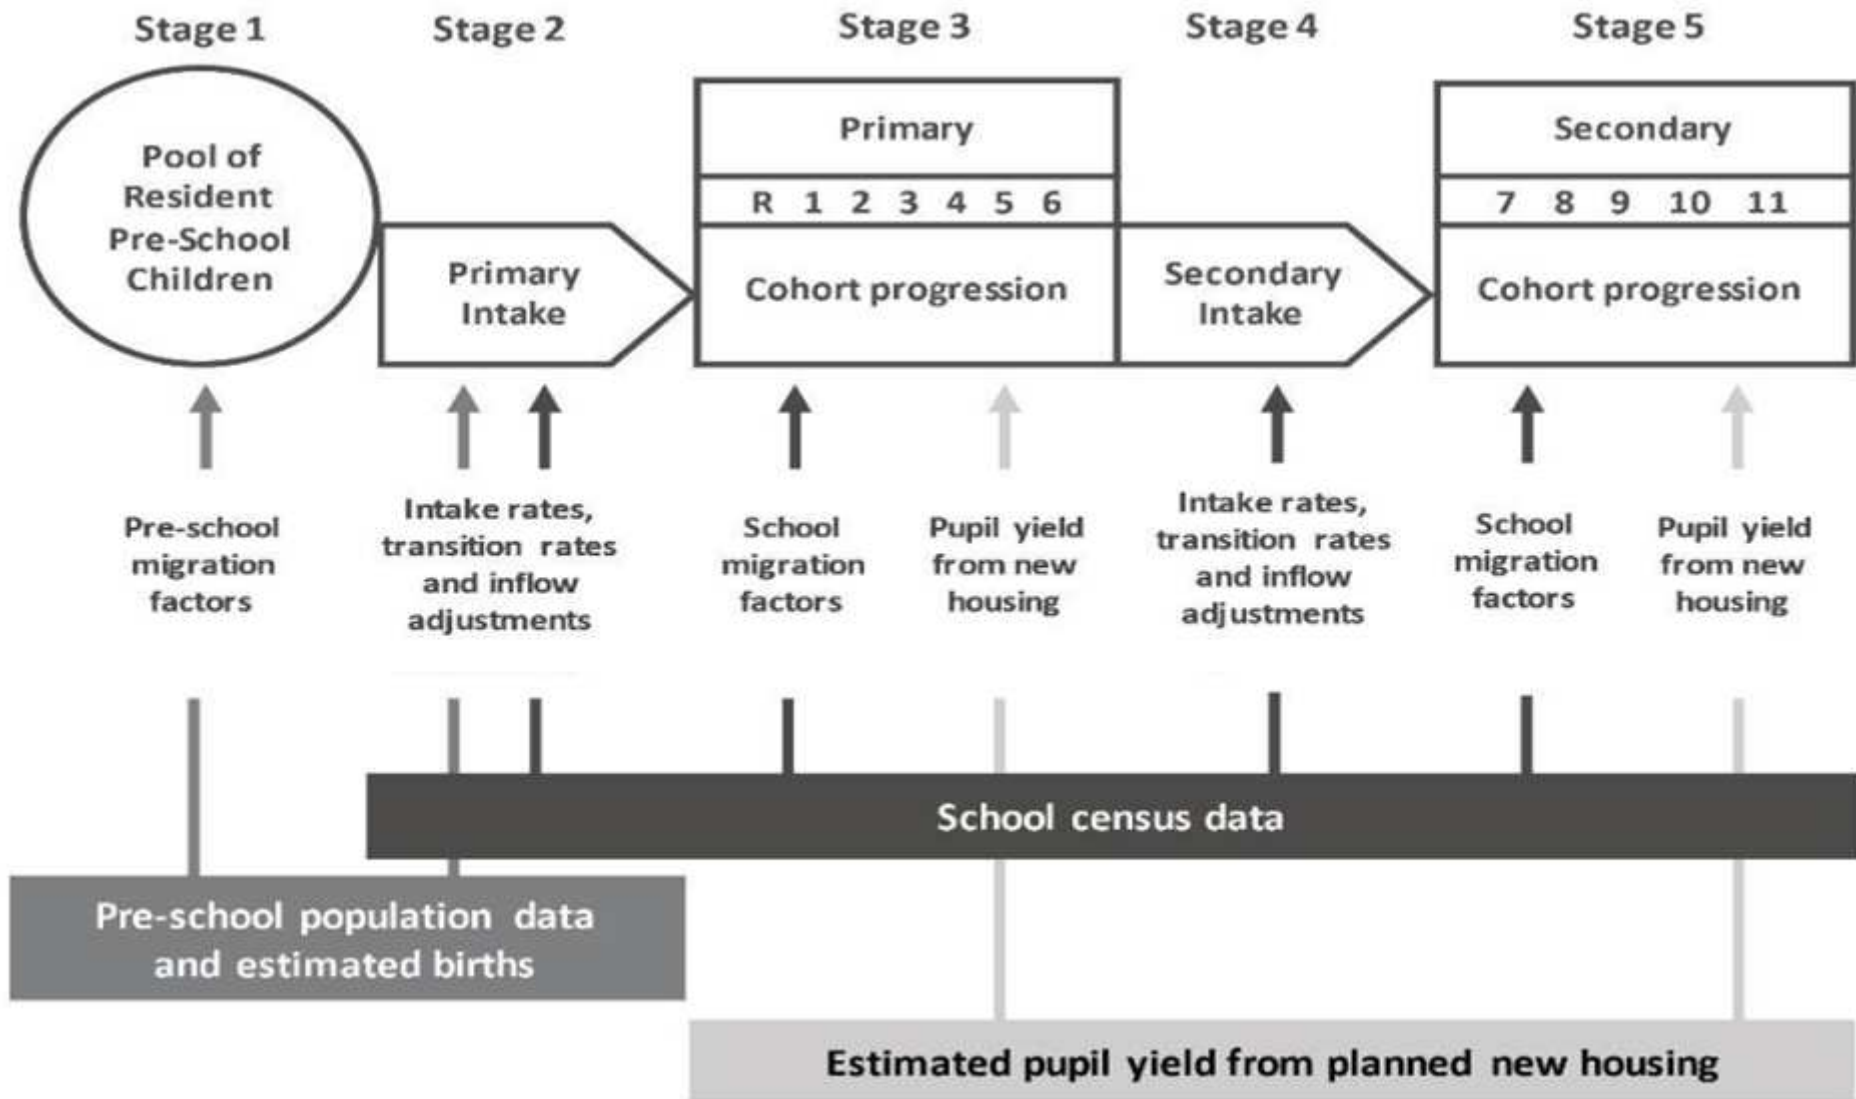 Stage 1
Stage 2
Stage 3
Stage 4
Stage 5
Pool of
Resident
Pre-School
Children
Primary
Intake
Primary
R 1 2 3 4 5 6
Cohort progression
Secondary
Intake
Secondary
7 8 9 10 11
Cohort progression
Pre-school
migration
factors
Intake rates,
transition rates
and inflow
adjustments
School
migration
factors
Pupil yield
from new
housing
Intake rates,
transition rates
and inflow
adjustments
School
migration
factors
Pupil yield
from new
housing
School census data
Pre-school population data
and estimated births
Estimated pupil yield from planned new housing